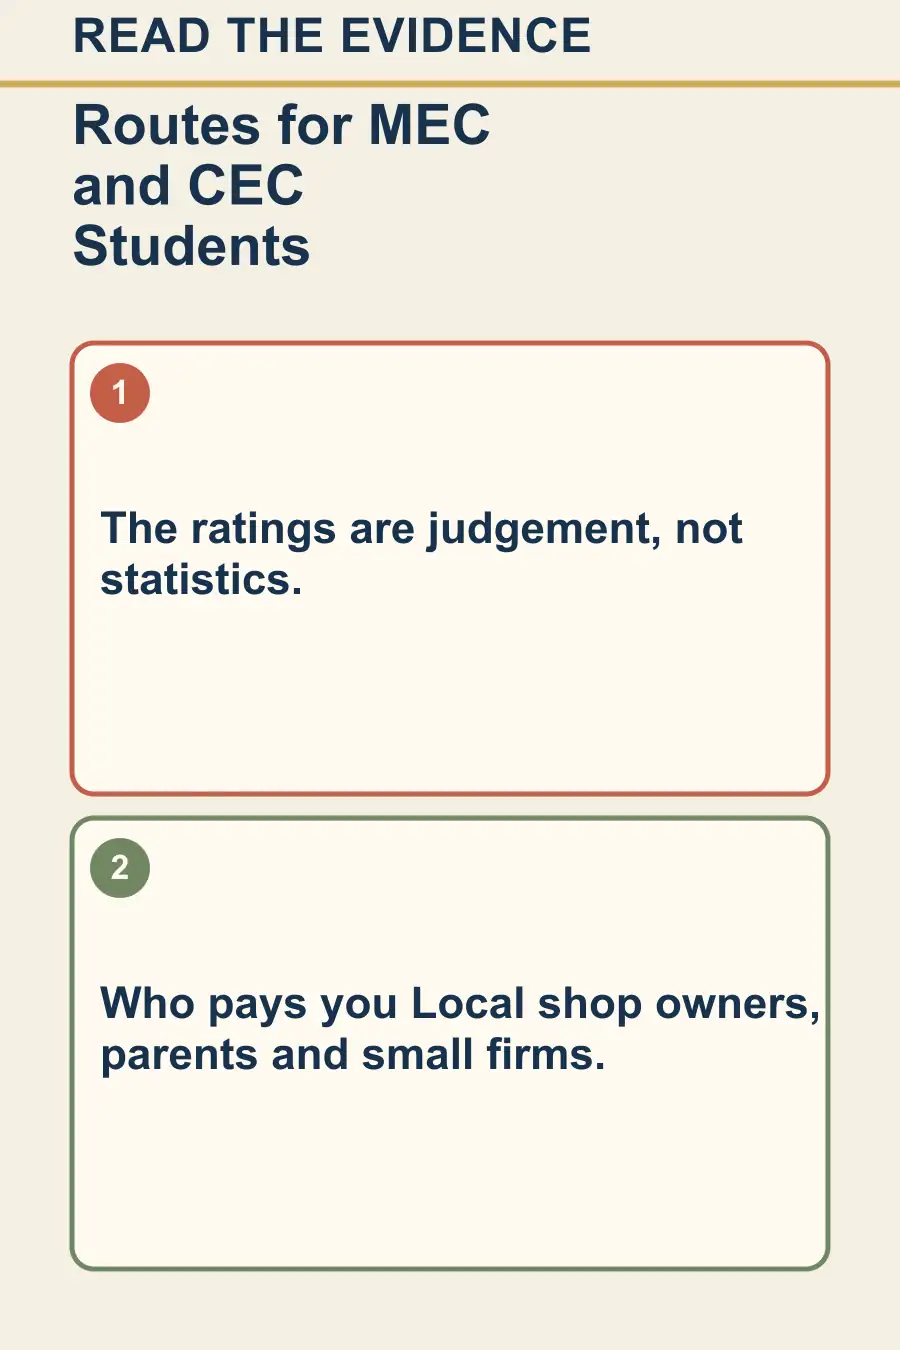 READ THE EVIDENCE
Routes for MEC
and CEC
Students
1
The ratings are judgement, not
statistics.
2
Who pays you Local shop owners,
parents and small firms.